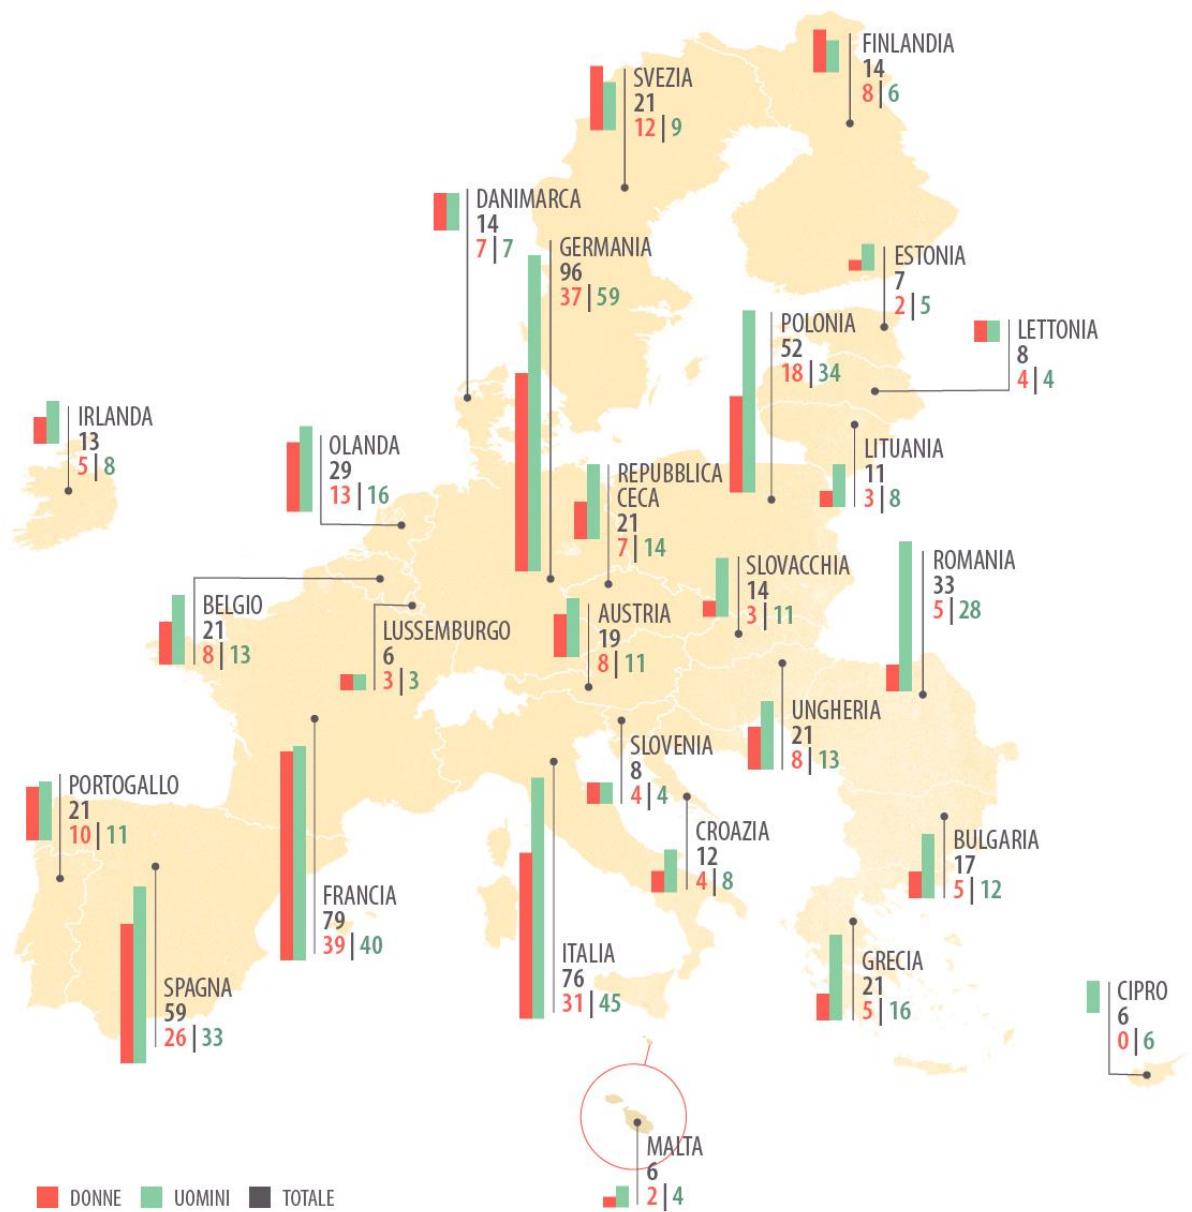 FINLANDIA
14
8|6
SVEZIA
21
12|9
DANIMARCA
14
7|7
GERMANIA
96
37|59
ESTONIA
7
2|5
POLONIA
52
18|34
LETTONIA
8
4|4
IRLANDA
13
5|8
OLANDA
29
13|16
LITUANIA
11
3|8
REPUBBLICA
CECA
21
7|14
ROMANIA
33
5|28
SLOVACCHIA
14
3|11
BELGIO
21
8|13
AUSTRIA
19
8|11
LUSSEMBURGO
6
3|3
UNGHERIA
21
8|13
SLOVENIA
8
4|4
PORTOGALLO
21
10|11
CROAZIA
12
4|8
BULGARIA
17
5|12
FRANCIA
79
39|40
ITALIA
76
31|45
GRECIA
21
5|16
SPAGNA
59
26|33
CIPRO
6
0|6
MALTA
6
2|4
DONNE UOMINI TOTALE